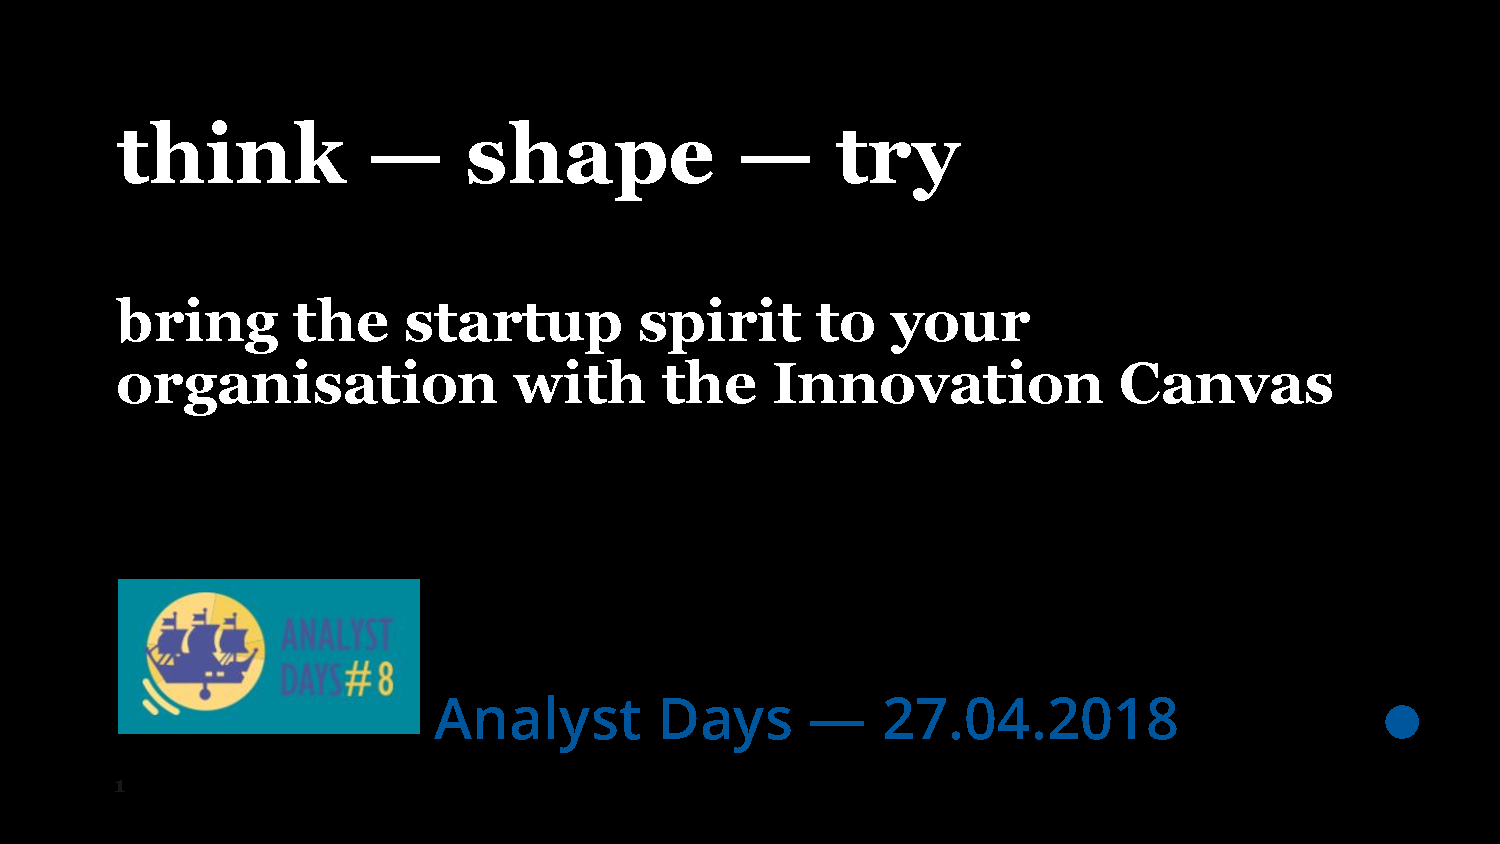 think — shape — try
bring the startup spirit to your
organisation with the Innovation Canvas
ANALYST
DAYS #8
Analyst Days — 27.04.2018
1